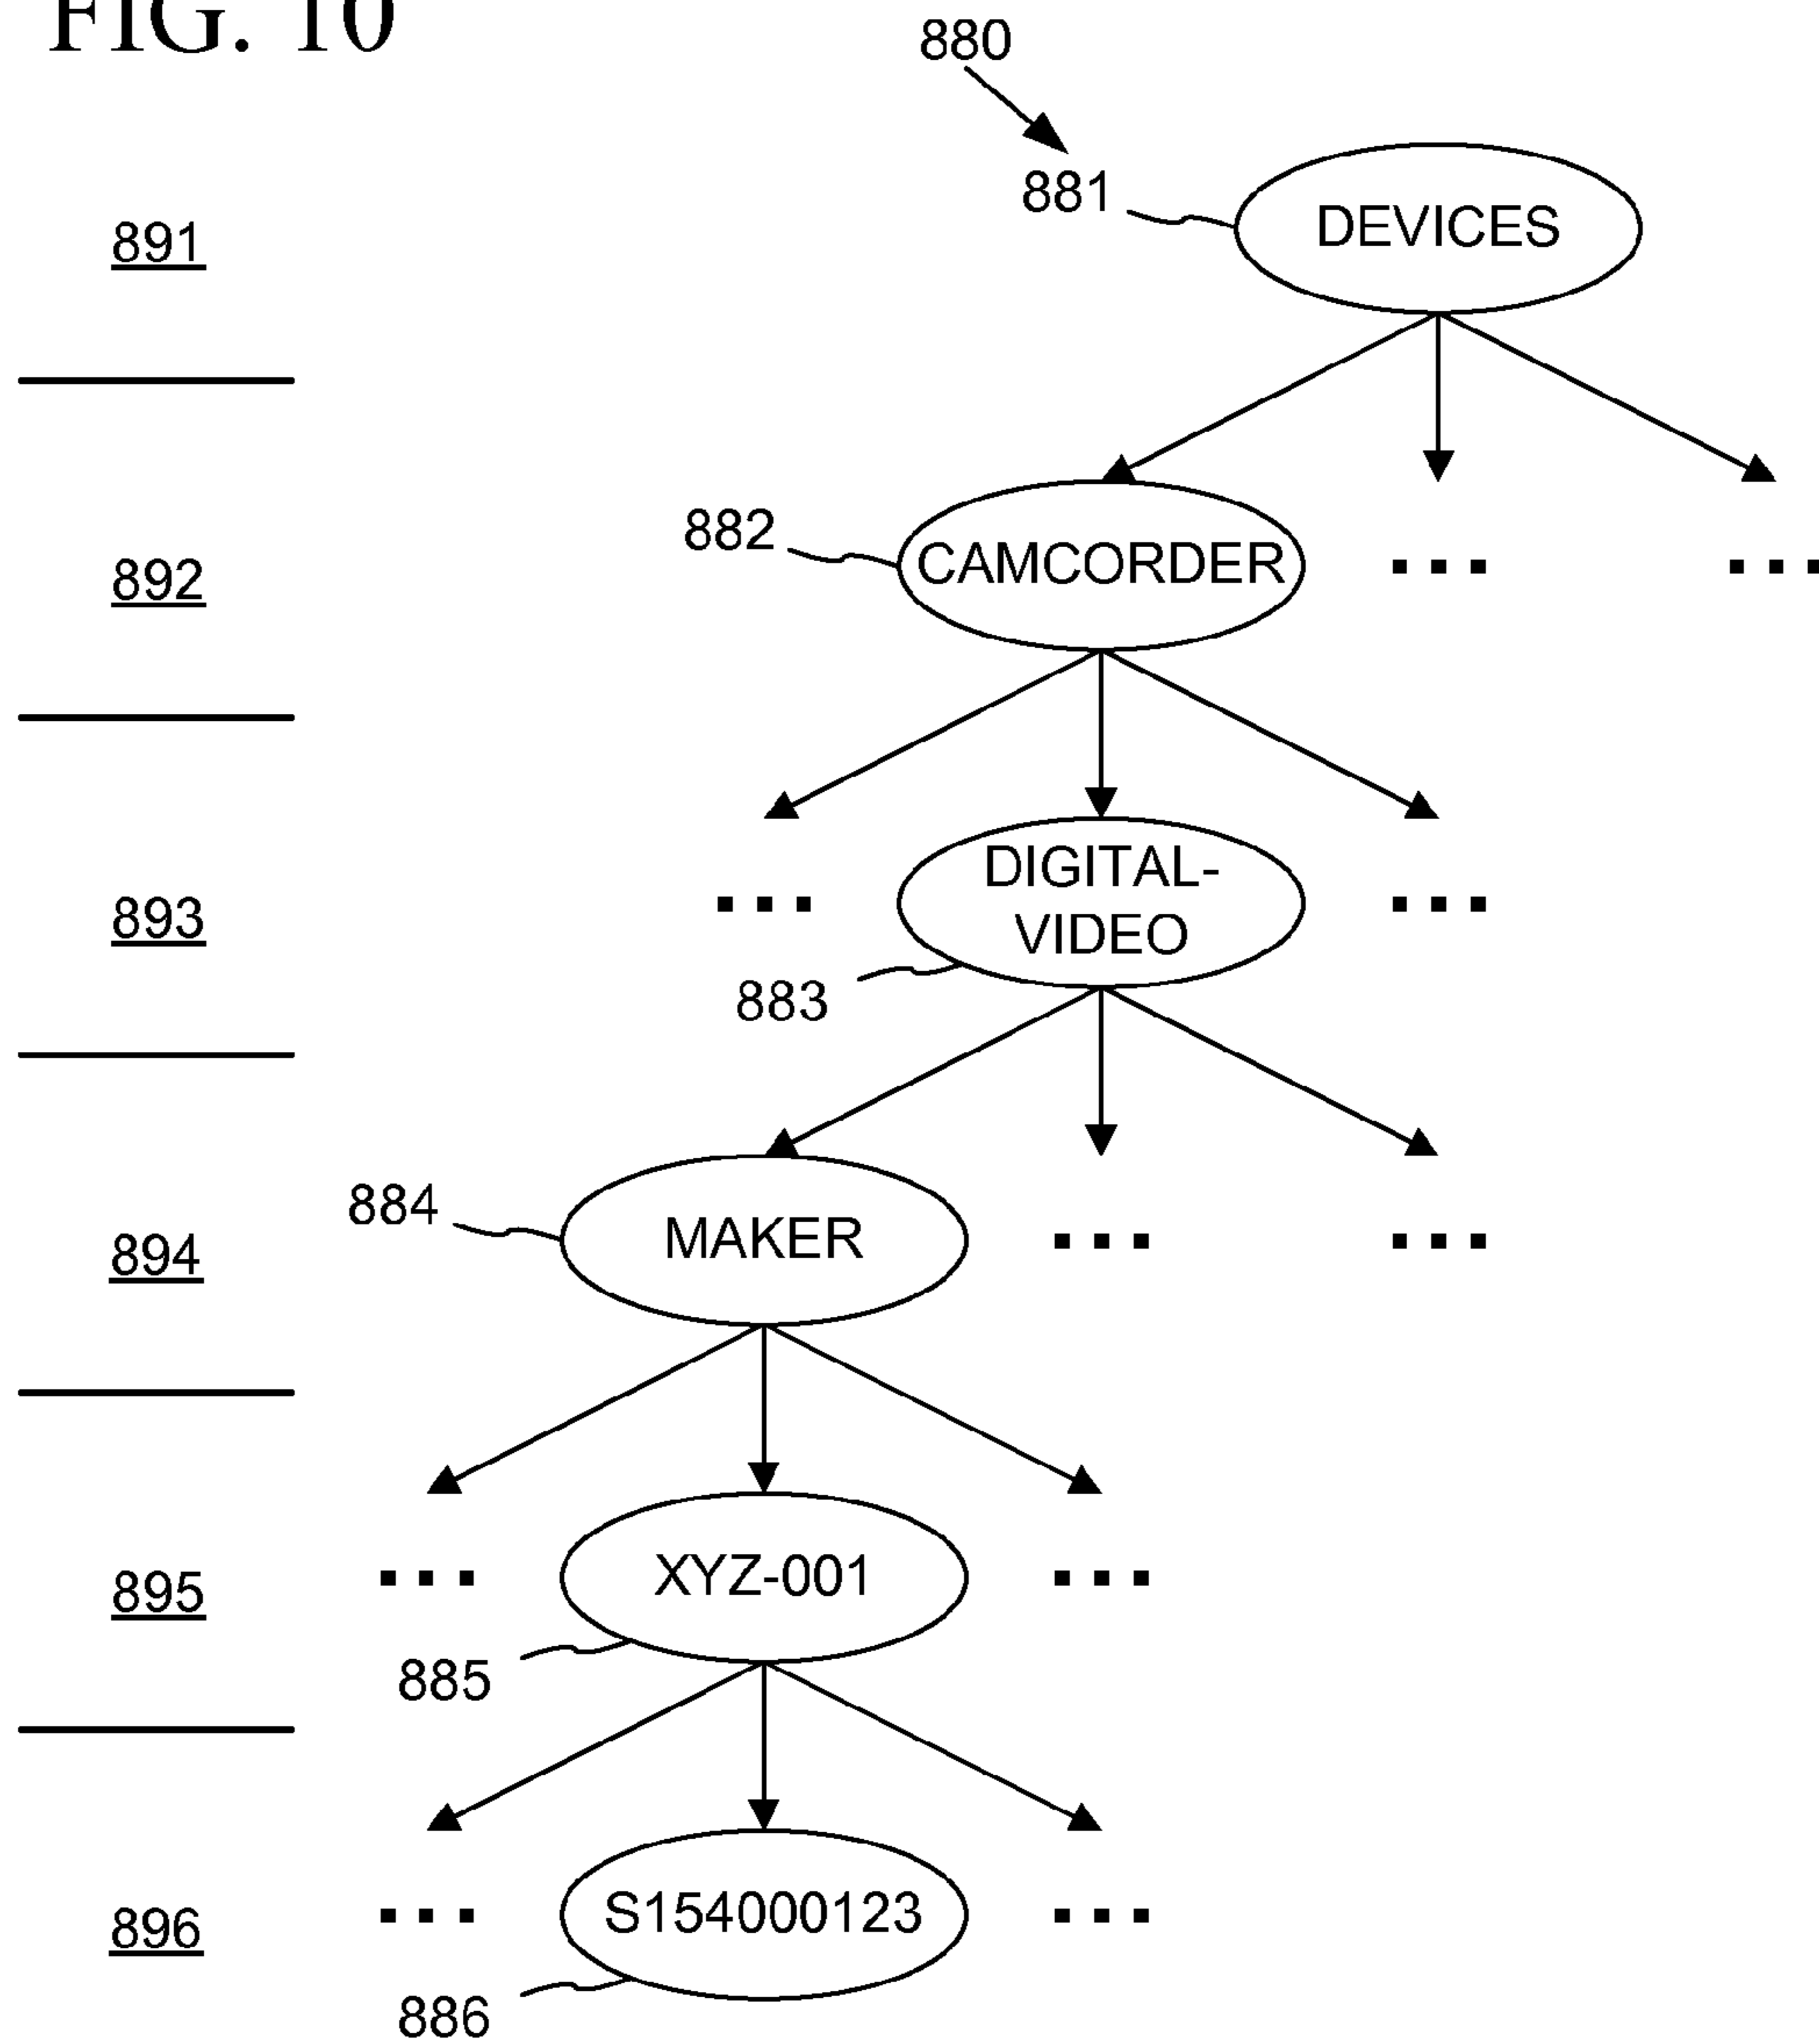 FIG. 10
880
881
DEVICES
891
882
CAMCORDER
... ...
892
DIGITAL-
VIDEO
... ...
893
883
884
MAKER
... ...
894
XYZ-001
... ...
895
885
S154000123
... ...
896
886